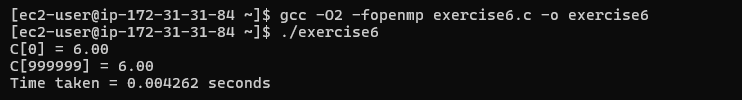 [ec2-user@ip-172-31-31-84 ~]$ gcc -O2 -fopenmp exercise6.c -o exercise6
[ec2-user@ip-172-31-31-84 ~]$ ./exercise6
C[0] = 6.00
C[999999] = 6.00
Time taken = 0.004262 seconds